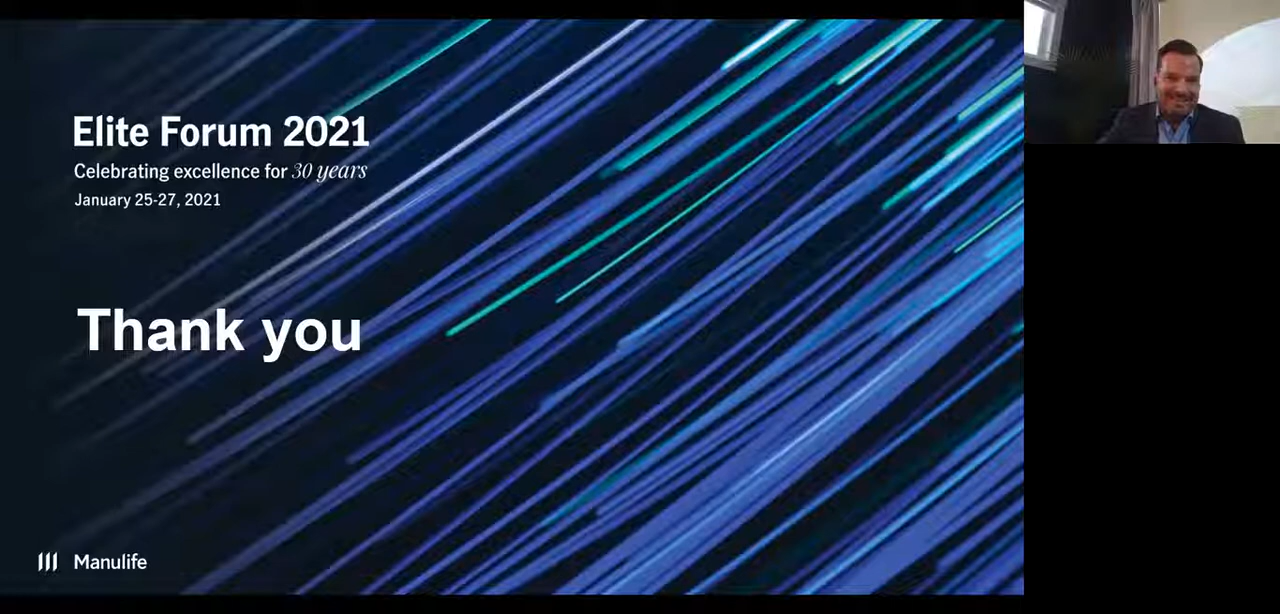 Elite Forum 2021
Celebrating excellence for 30 years
January 25-27, 2021
Thank you
Manulife